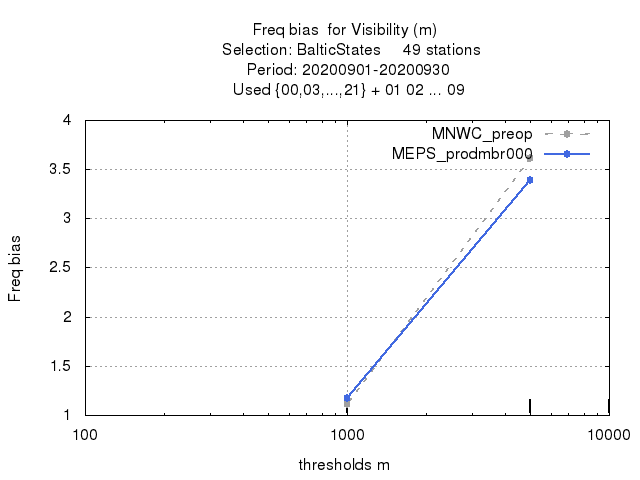 Freq bias for Visibility (m)
Selection: BalticStates 49 stations
Period: 20200901-20200930
Used {00,03,...,21} + 01 02 ... 09
MNWC_preop
MEPS_prodmbr000
4
3.5
3
2.5
2
1.5
1
Freq bias
100
1000
10000
thresholds m